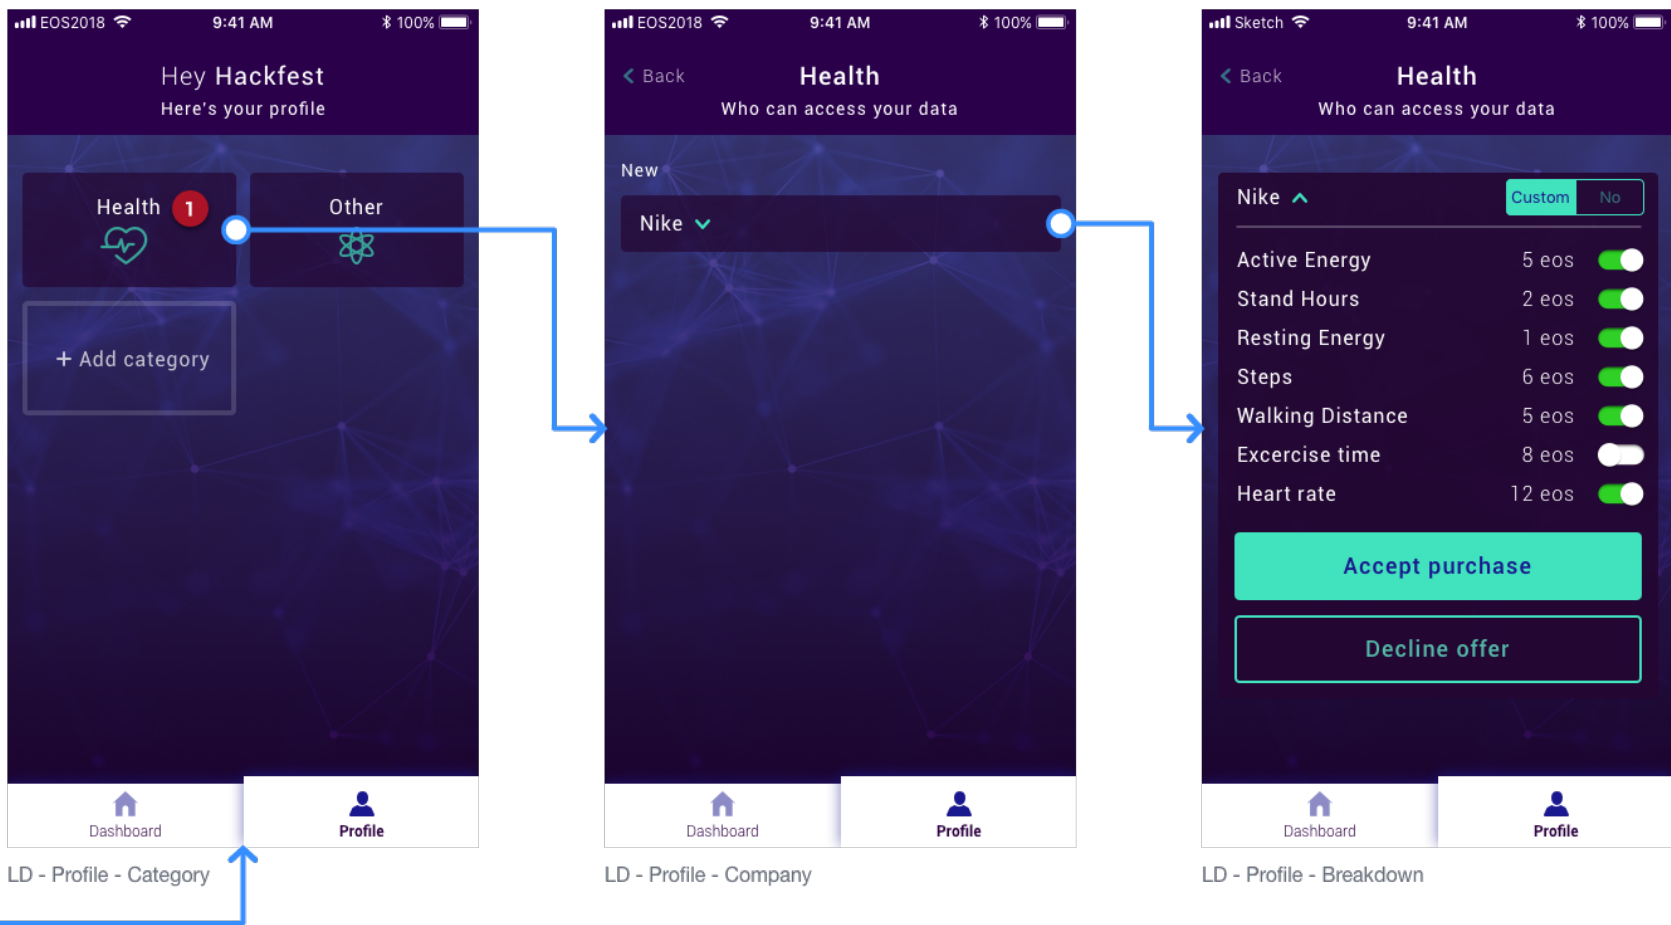 EOS2018 9:41 AM 100%
Hey Hackfest
Here's your profile
Health 1
Other
+ Add category
Dashboard
Profile
LD - Profile - Category
EOS2018 9:41 AM 100%
Back
Health
Who can access your data
New
Nike
Dashboard
Profile
LD - Profile - Company
Sketch 9:41 AM 100%
Back
Health
Who can access your data
Nike Custom No
Active Energy 5 eos
Stand Hours 2 eos
Resting Energy 1 eos
Steps 6 eos
Walking Distance 5 eos
Excercise time 8 eos
Heart rate 12 eos
Accept purchase
Decline offer
Dashboard
Profile
LD - Profile - Breakdown